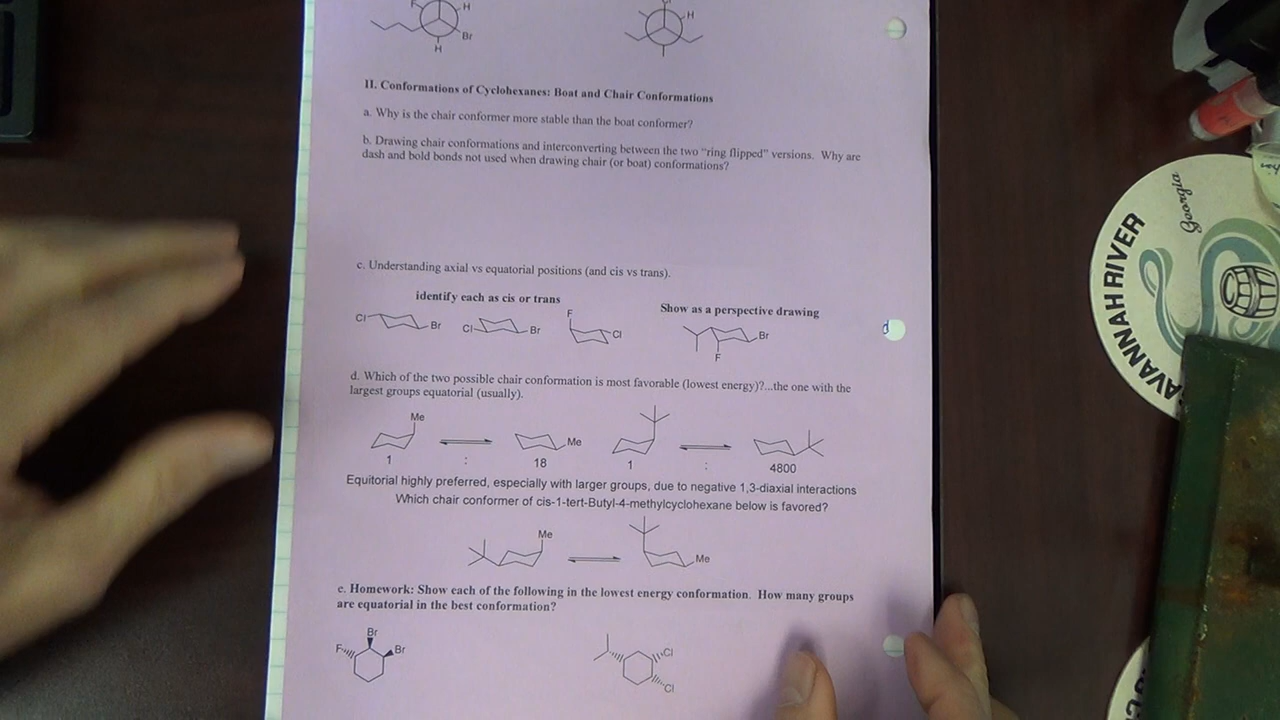 H
Br
H
H
II. Conformations of Cyclohexanes: Boat and Chair Conformations
a. Why is the chair conformer more stable than the boat conformer?
b. Drawing chair conformations and interconverting between the two “ring flipped” versions. Why are
dash and bold bonds not used when drawing chair (or boat) conformations?
c. Understanding axial vs equatorial positions (and cis vs trans).
identify each as cis or trans
Show as a perspective drawing
Cl Br Cl Br F Cl Br F
d. Which of the two possible chair conformation is most favorable (lowest energy)?...the one with the
largest groups equatorial (usually).
Me Me
1 : 18 1 : 4800
Equitorial highly preferred, especially with larger groups, due to negative 1,3-diaxial interactions
Which chair conformer of cis-1-tert-Butyl-4-methylcyclohexane below is favored?
Me Me
e. Homework: Show each of the following in the lowest energy conformation. How many groups
are equatorial in the best conformation?
Br
F Br
Cl
Cl
d
Georgia
SAVANNAH RIVER